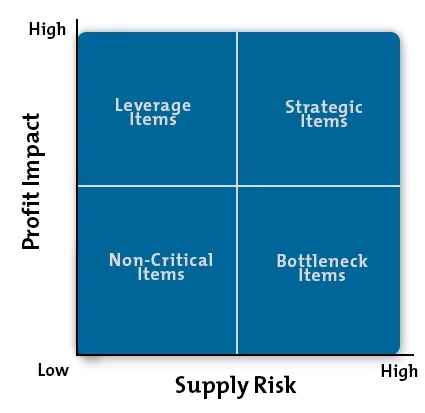 High
Leverage
Items
Strategic
Items
Profit Impact
Non-Critical
Items
Bottleneck
Items
Low
High
Supply Risk